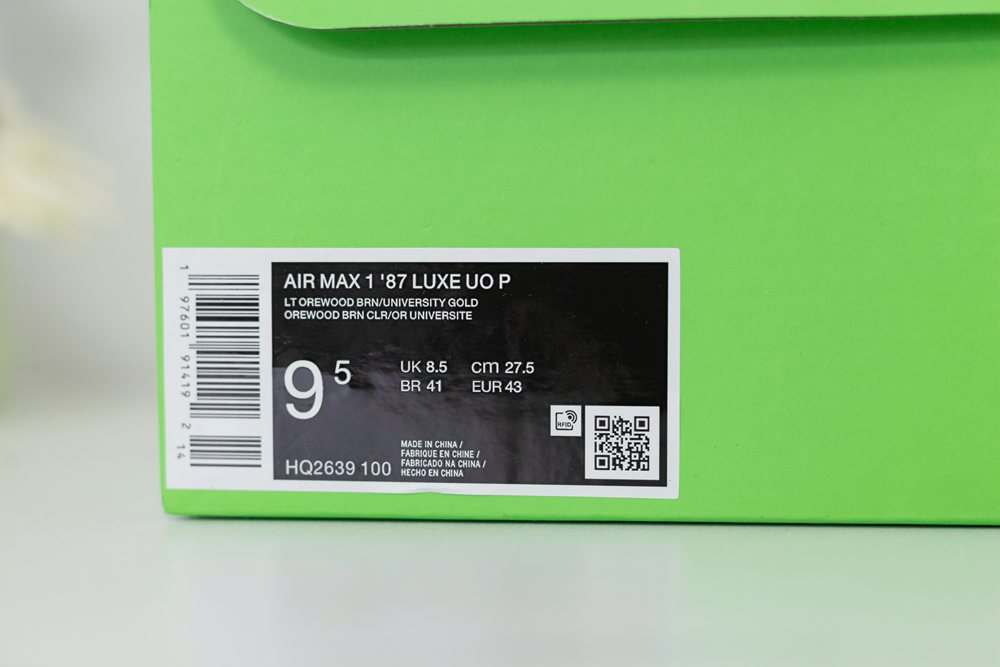 1 97601 91419 2 14
AIR MAX 1 '87 LUXE UO P
LT OREWOOD BRN/UNIVERSITY GOLD
OREWOOD BRN CLR/OR UNIVERSITE
9 5
UK 8.5 cm 27.5
BR 41 EUR 43
RFID
MADE IN CHINA /
FABRIQUE EN CHINE /
FABRICADO NA CHINA /
HECHO EN CHINA
HQ2639 100